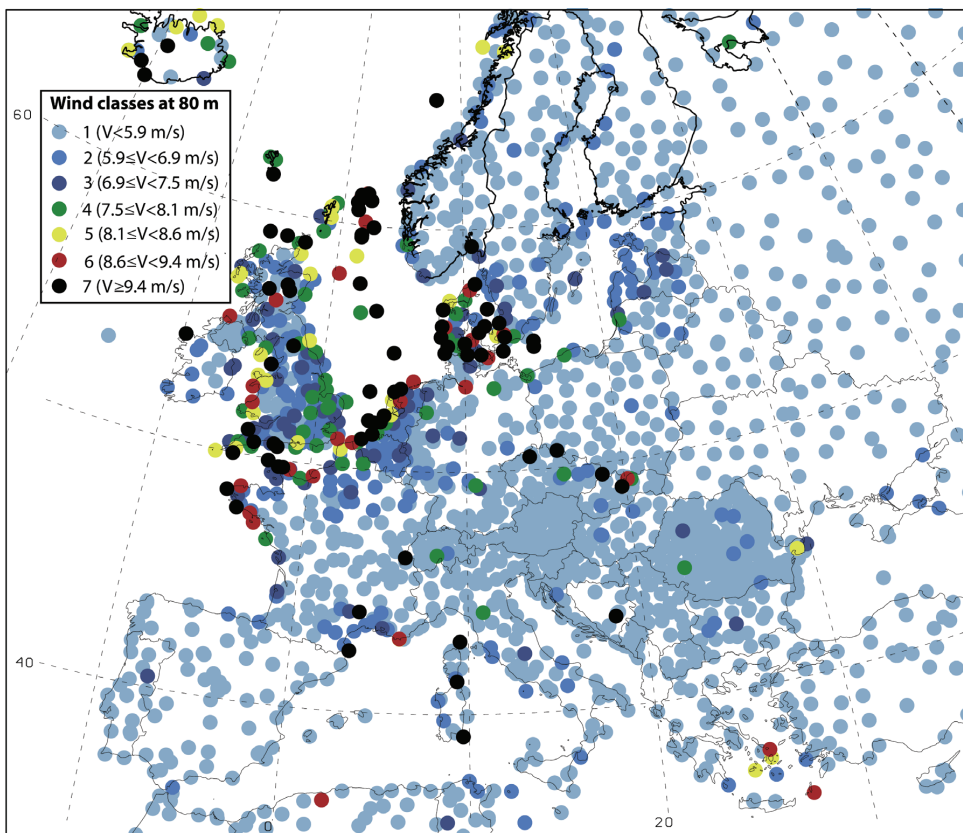 60
Wind classes at 80 m
1 (V<5.9 m/s)
2 (5.9≤V<6.9 m/s)
3 (6.9≤V<7.5 m/s)
4 (7.5≤V<8.1 m/s)
5 (8.1≤V<8.6 m/s)
6 (8.6≤V<9.4 m/s)
7 (V≥9.4 m/s)
40
0
20